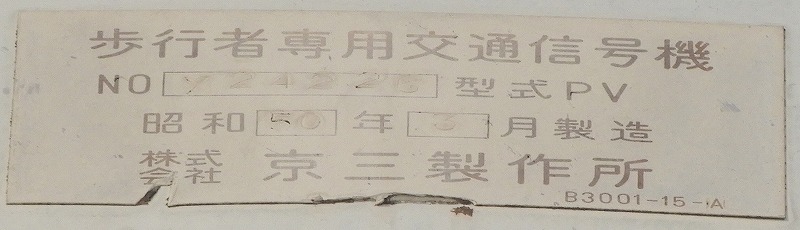 歩行者専用交通信号機
NO 型式PV
昭和50年3月製造
株式会社 京三製作所
B3001-15-A